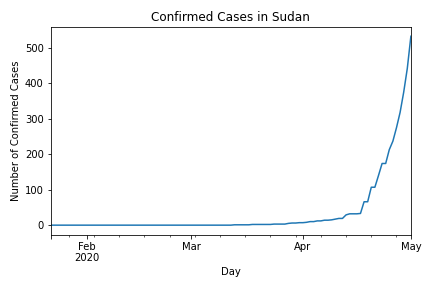 Confirmed Cases in Sudan
Number of Confirmed Cases
500
400
300
200
100
0
Feb
2020
Mar
Apr
May
Day